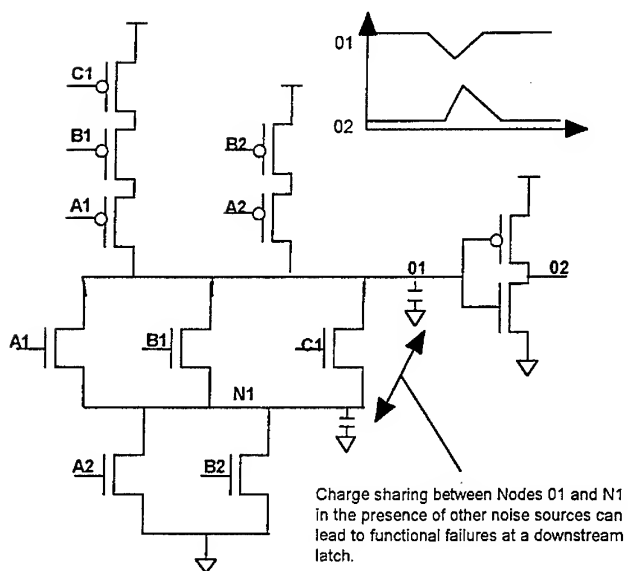 C1
B1
A1
B2
A2
01
02
01
02
A1
B1
C1
N1
A2
B2
Charge sharing between Nodes 01 and N1
in the presence of other noise sources can
lead to functional failures at a downstream
latch.